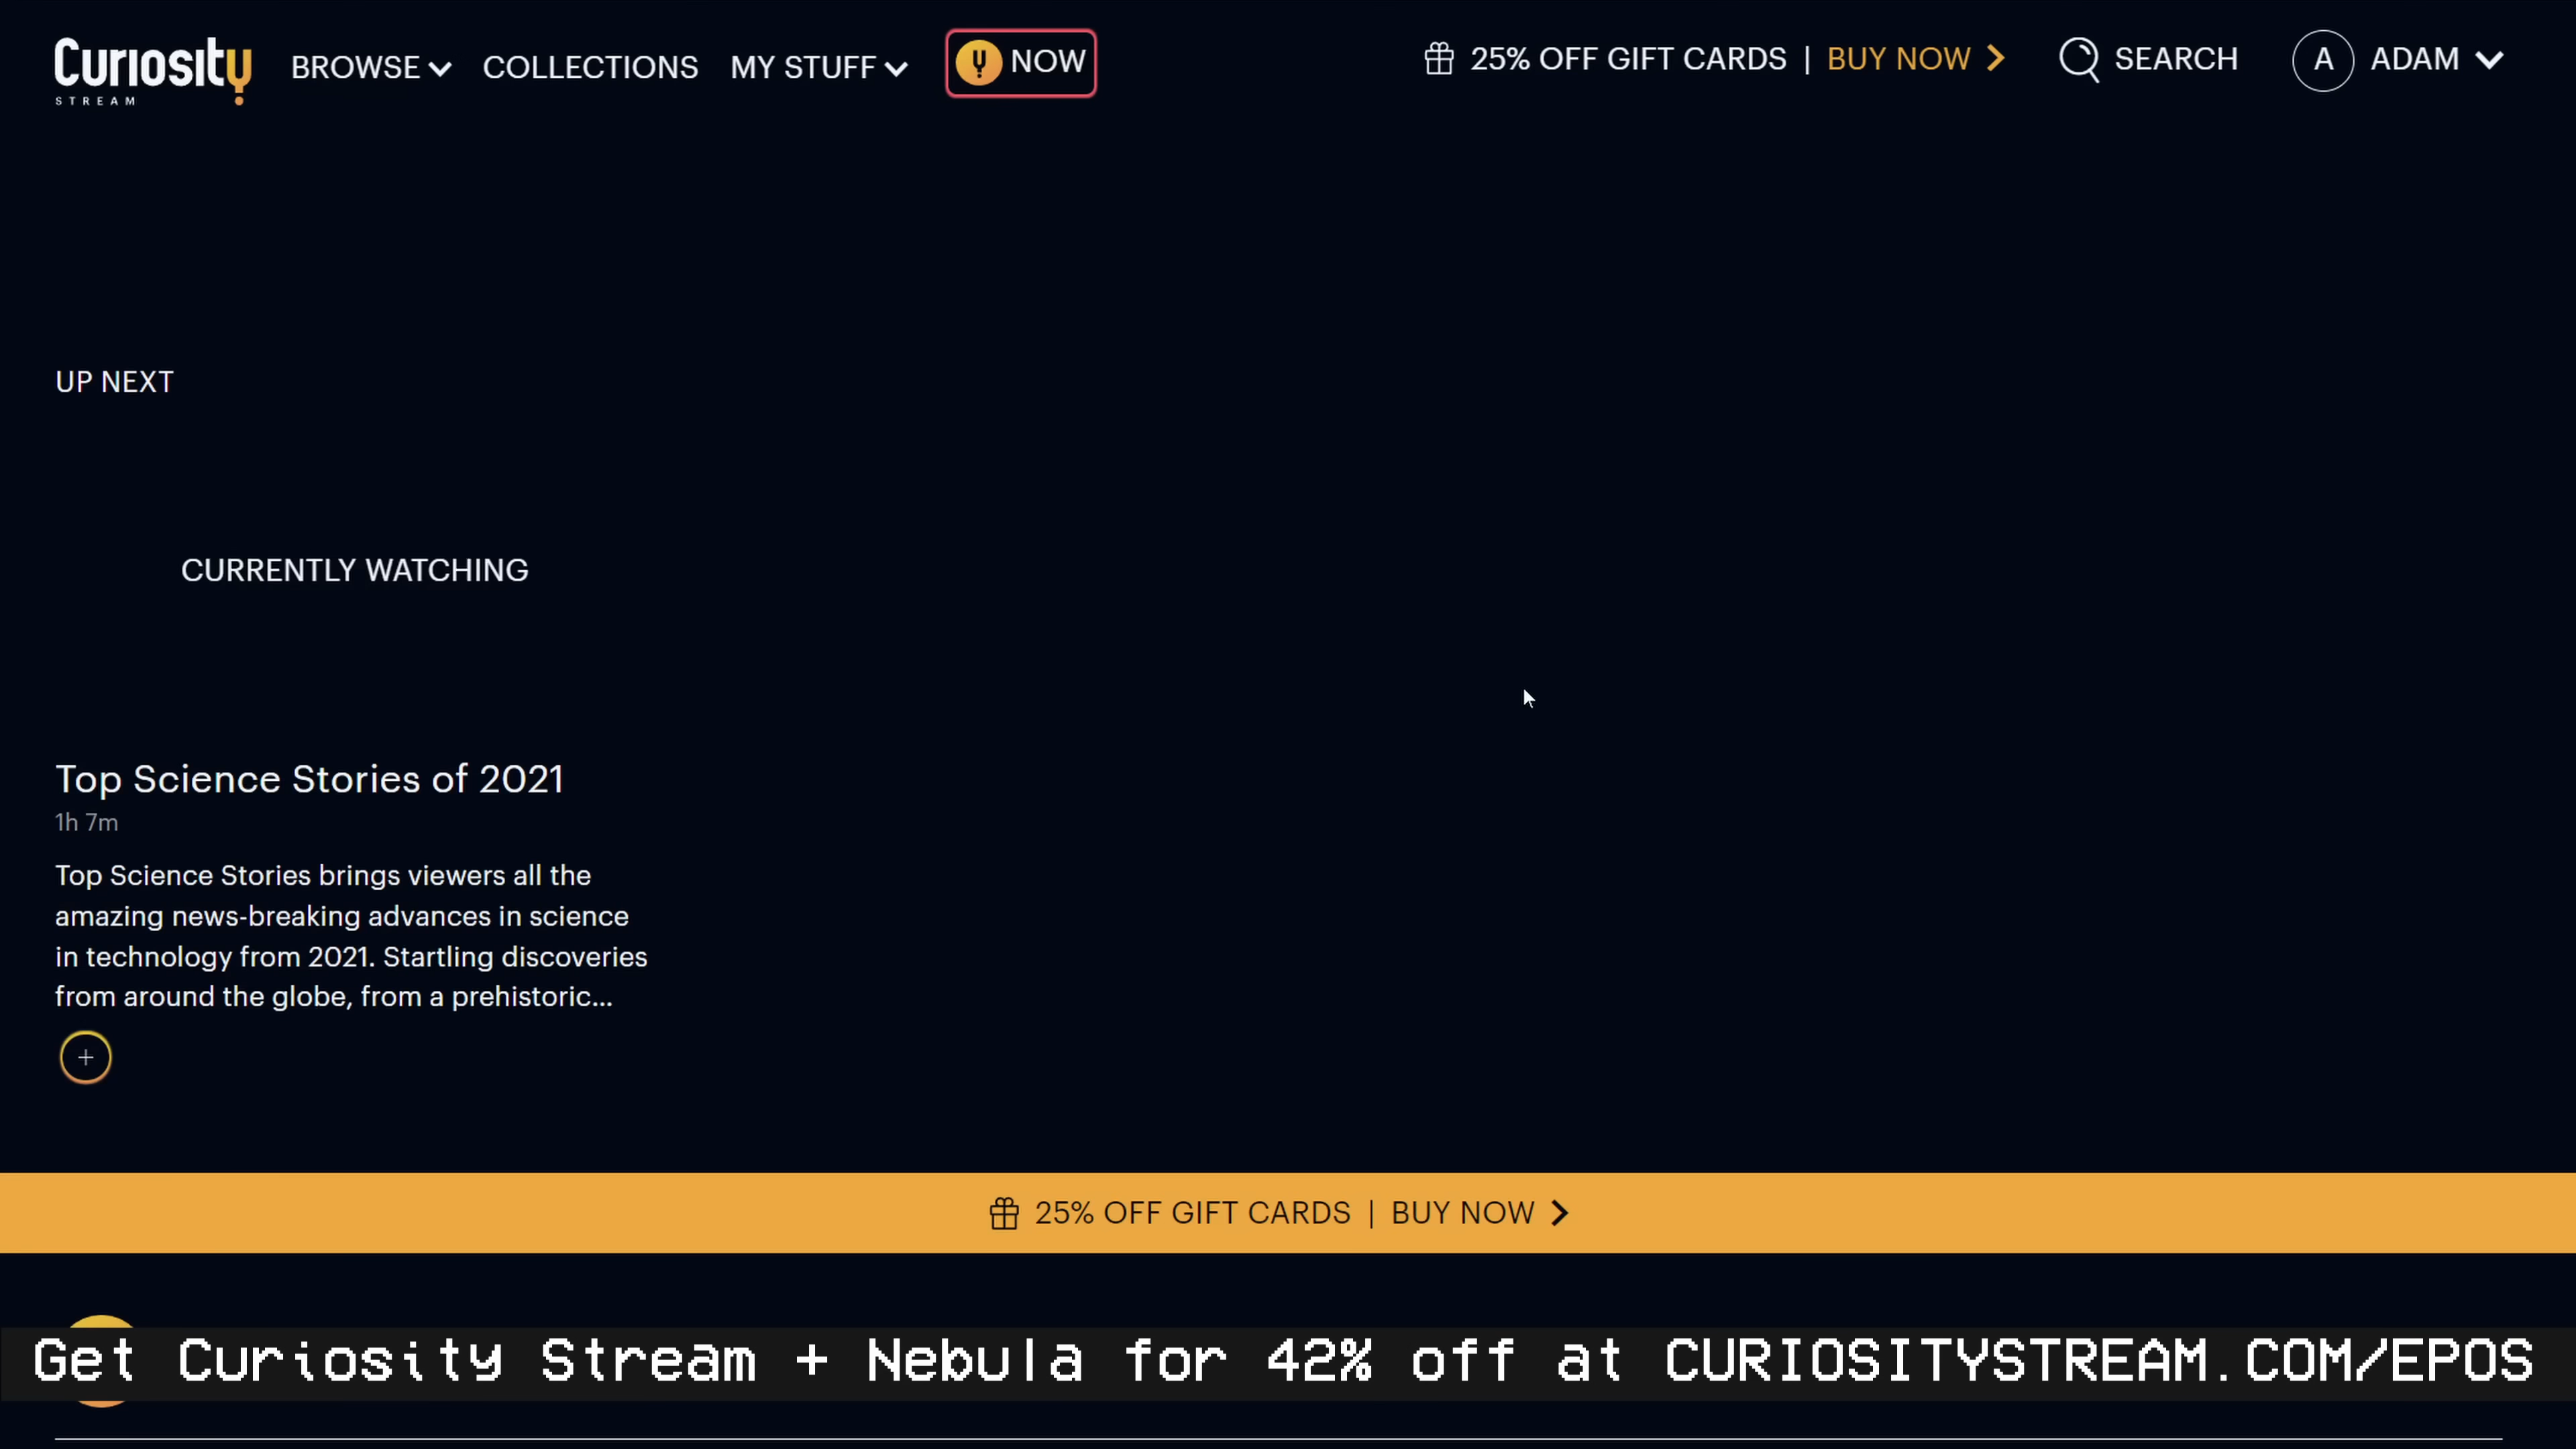 Curiosity
STREAM
BROWSE COLLECTIONS MY STUFF NOW 25% OFF GIFT CARDS | BUY NOW SEARCH A ADAM
UP NEXT
CURRENTLY WATCHING
Top Science Stories of 2021
1h 7m
Top Science Stories brings viewers all the
amazing news-breaking advances in science
in technology from 2021. Startling discoveries
from around the globe, from a prehistoric...
25% OFF GIFT CARDS | BUY NOW
Get Curiosity Stream + Nebula for 42% off at CURIOSITYSTREAM.COM/EPOS